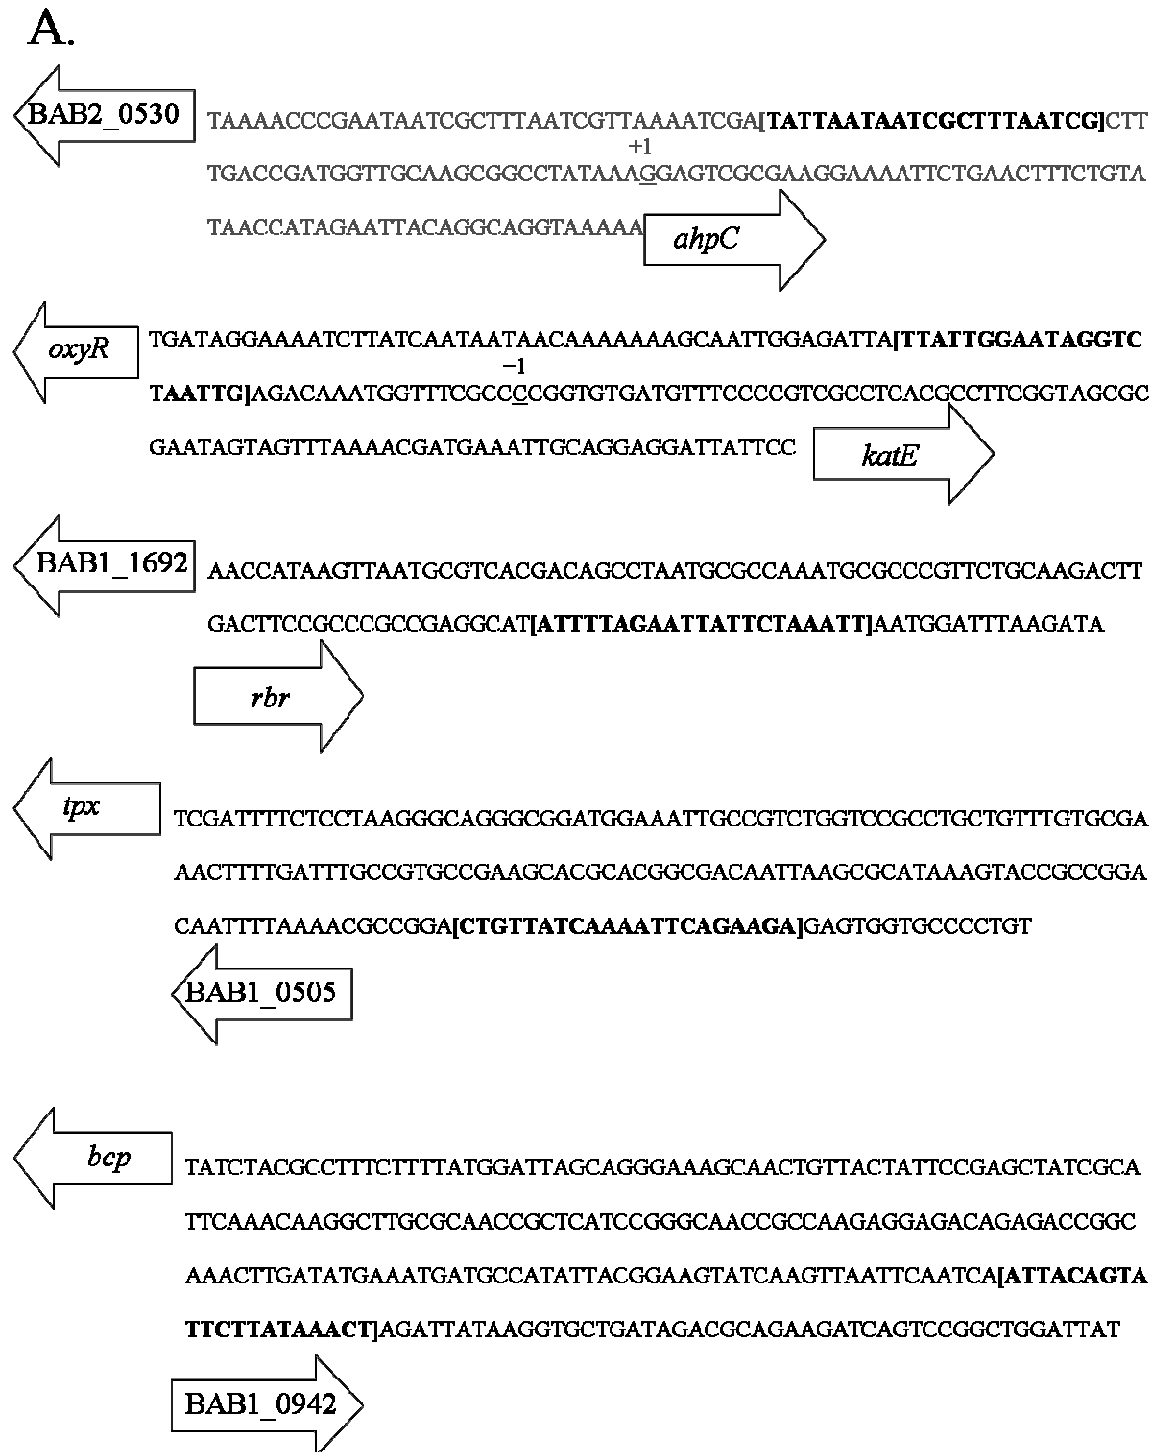 A.
BAB2_0530 TAAAACCCGAATAATCGCTTTAATCGTTAAAATCGA[TATTAATAATCGCTTTAATCG]CTT
+1
TGACCGATGGTTGCAAGCGGCCTATAAAGGAGTCGCGAAGGAAAATTCTGAACTTTCTGTA
TAACCATAGAATTACAGGCAGGTAAAAA ahpC
oxyR TGATAGGAAAATCTTATCAATAATAACAAAAAAAGCAATTGGAGATTA[TTATTGGAATAGGTC
−1
TAATTG]AGACAAATGGTTTCGCCCCGGTGTGATGTTTCCCCGTCGCCTCACGCCTTCGGTAGCGC
GAATAGTAGTTTAAAACGATGAAATTGCAGGAGGATTATTCC katE
BAB1_1692 AACCATAAGTTAATGCGTCACGACAGCCTAATGCGCCAAATGCGCCCGTTCTGCAAGACTT
GACTTCCGCCCGCCGAGGCAT[ATTTTAGAATTATTCTAAATT]AATGGATTTAAGATA
rbr
tpx TCGATTTTCTCCTAAGGGCAGGGCGGATGGAAATTGCCGTCTGGTCCGCCTGCTGTTTGTGCGA
AACTTTTGATTTGCCGTGCCGAAGCACGCACGGCGACAATTAAGCGCATAAAGTACCGCCGGA
CAATTTTAAAACGCCGGA[CTGTTATCAAAATTCAGAAGA]GAGTGGTGCCCCTGT
BAB1_0505
bcp TATCTACGCCTTTCTTTTATGGATTAGCAGGGAAAGCAACTGTTACTATTCCGAGCTATCGCA
TTCAAACAAGGCTTGCGCAACCGCTCATCCGGGCAACCGCCAAGAGGAGACAGAGACCGGC
AAACTTGATATGAAATGATGCCATATTACGGAAGTATCAAGTTAATTCAATCA[ATTACAGTA
TTCTTATAAACT]AGATTATAAGGTGCTGATAGACGCAGAAGATCAGTCCGGCTGGATTAT
BAB1_0942